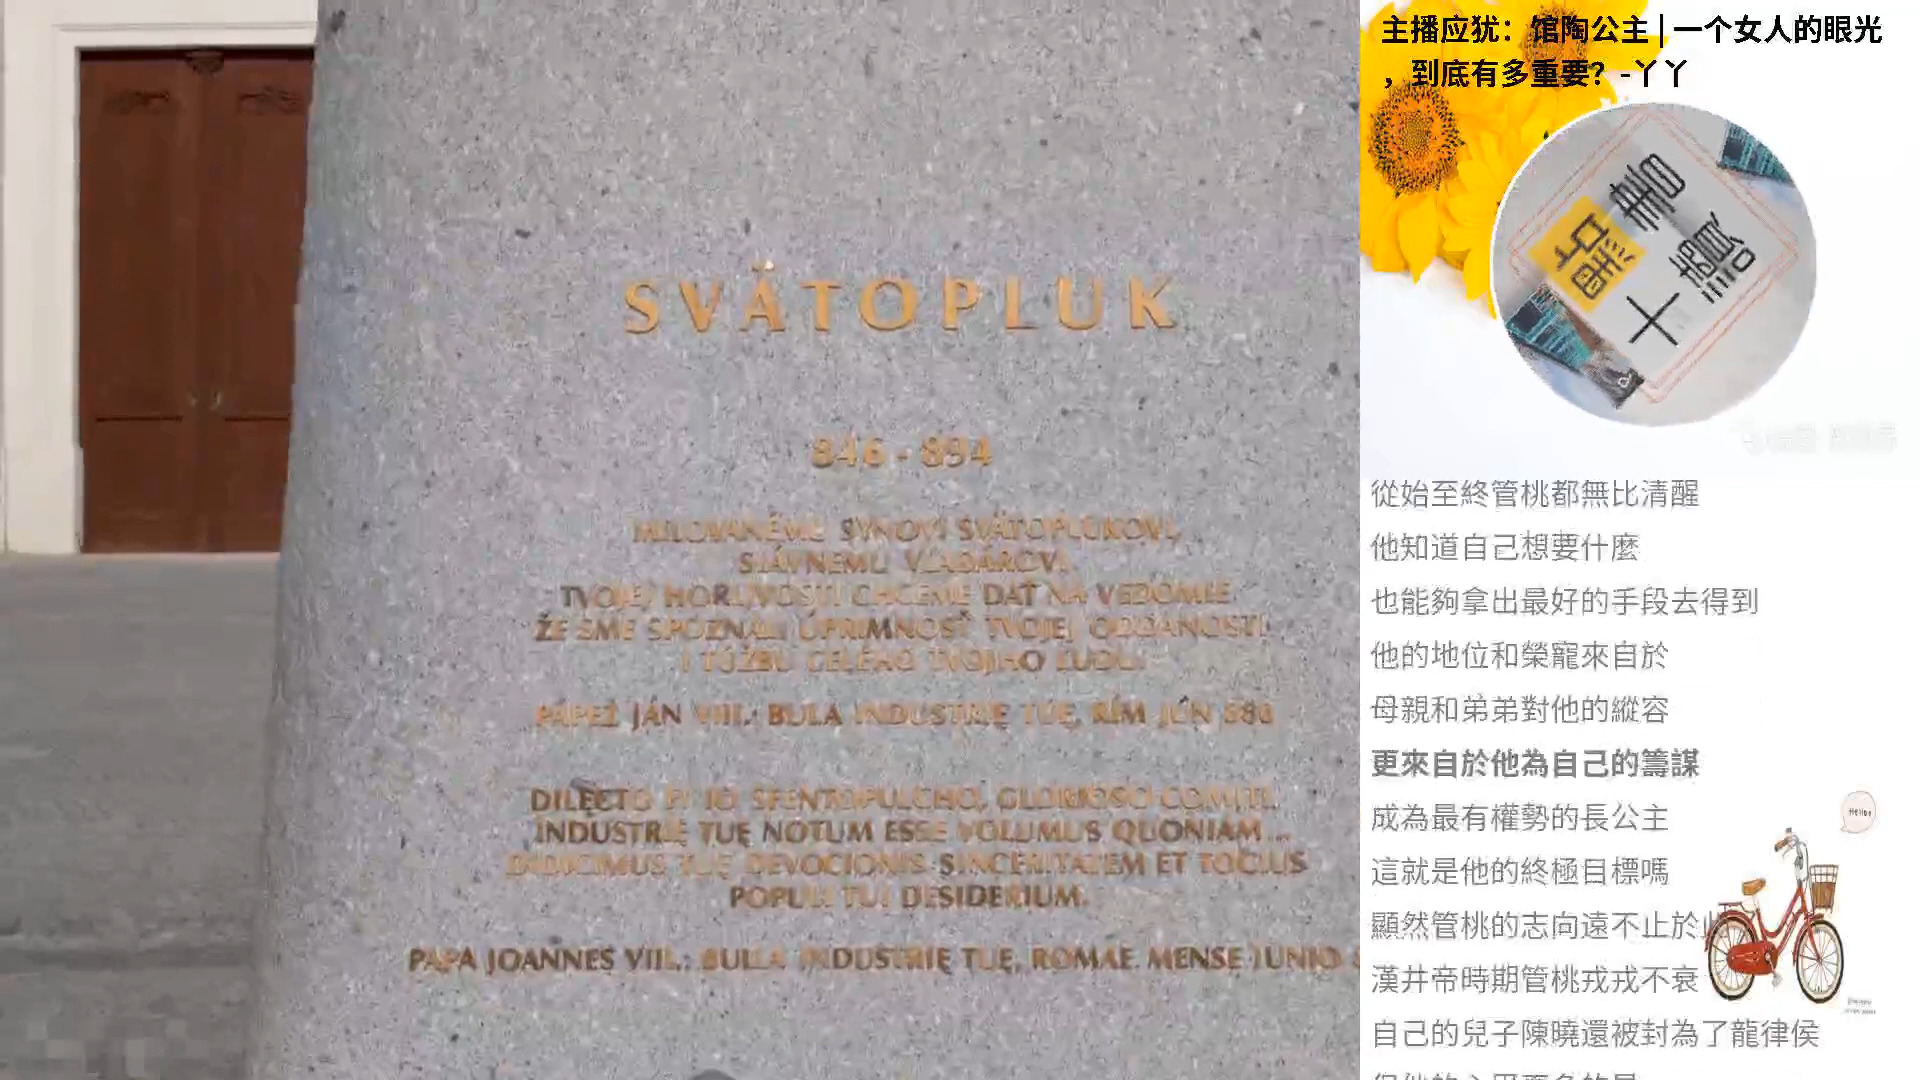 SVÄTOPLUK
846 - 894
MILOVANÉMU SYNOVI SVÄTOPLUKOVI,
SLÁVNEMU VLADÁROVI.
TVOJEJ HORLIVOSTI CHCEME DAŤ NA VEDOMIE
ŽE SME SPOZNALI ÚPRIMNOSŤ TVOJEJ ODDANOSTI
I TÚŽBU CELÉHO TVOJHO ĽUDU.
PÁPEŽ JÁN VIII.: BULA INDUSTRIĘ TUĘ, RÍM JÚN 880
DILECTO FILIO SFENTOPULCHO, GLORIOSO COMITI.
INDUSTRIĘ TUĘ NOTUM ESSE VOLUMUS QUONIAM ...
DIDICIMUS TUĘ DEVOCIONIS SINCERITATEM ET TOCIUS
POPULI TUI DESIDERIUM.
PAPA JOANNES VIII.: BULLA INDUSTRIĘ TUĘ, ROMAE MENSE JUNIO
主播应犹：馆陶公主 | 一个女人的眼光
，到底有多重要？-丫丫
從始至終管桃都無比清醒
他知道自己想要什麼
也能夠拿出最好的手段去得到
他的地位和榮寵來自於
母親和弟弟對他的縱容
更來自於他為自己的籌謀
成為最有權勢的長公主
這就是他的終極目標嗎
顯然管桃的志向遠不止於此
漢井帝時期管桃戎戎不衰
自己的兒子陳曉還被封為了龍律侯
Hello!